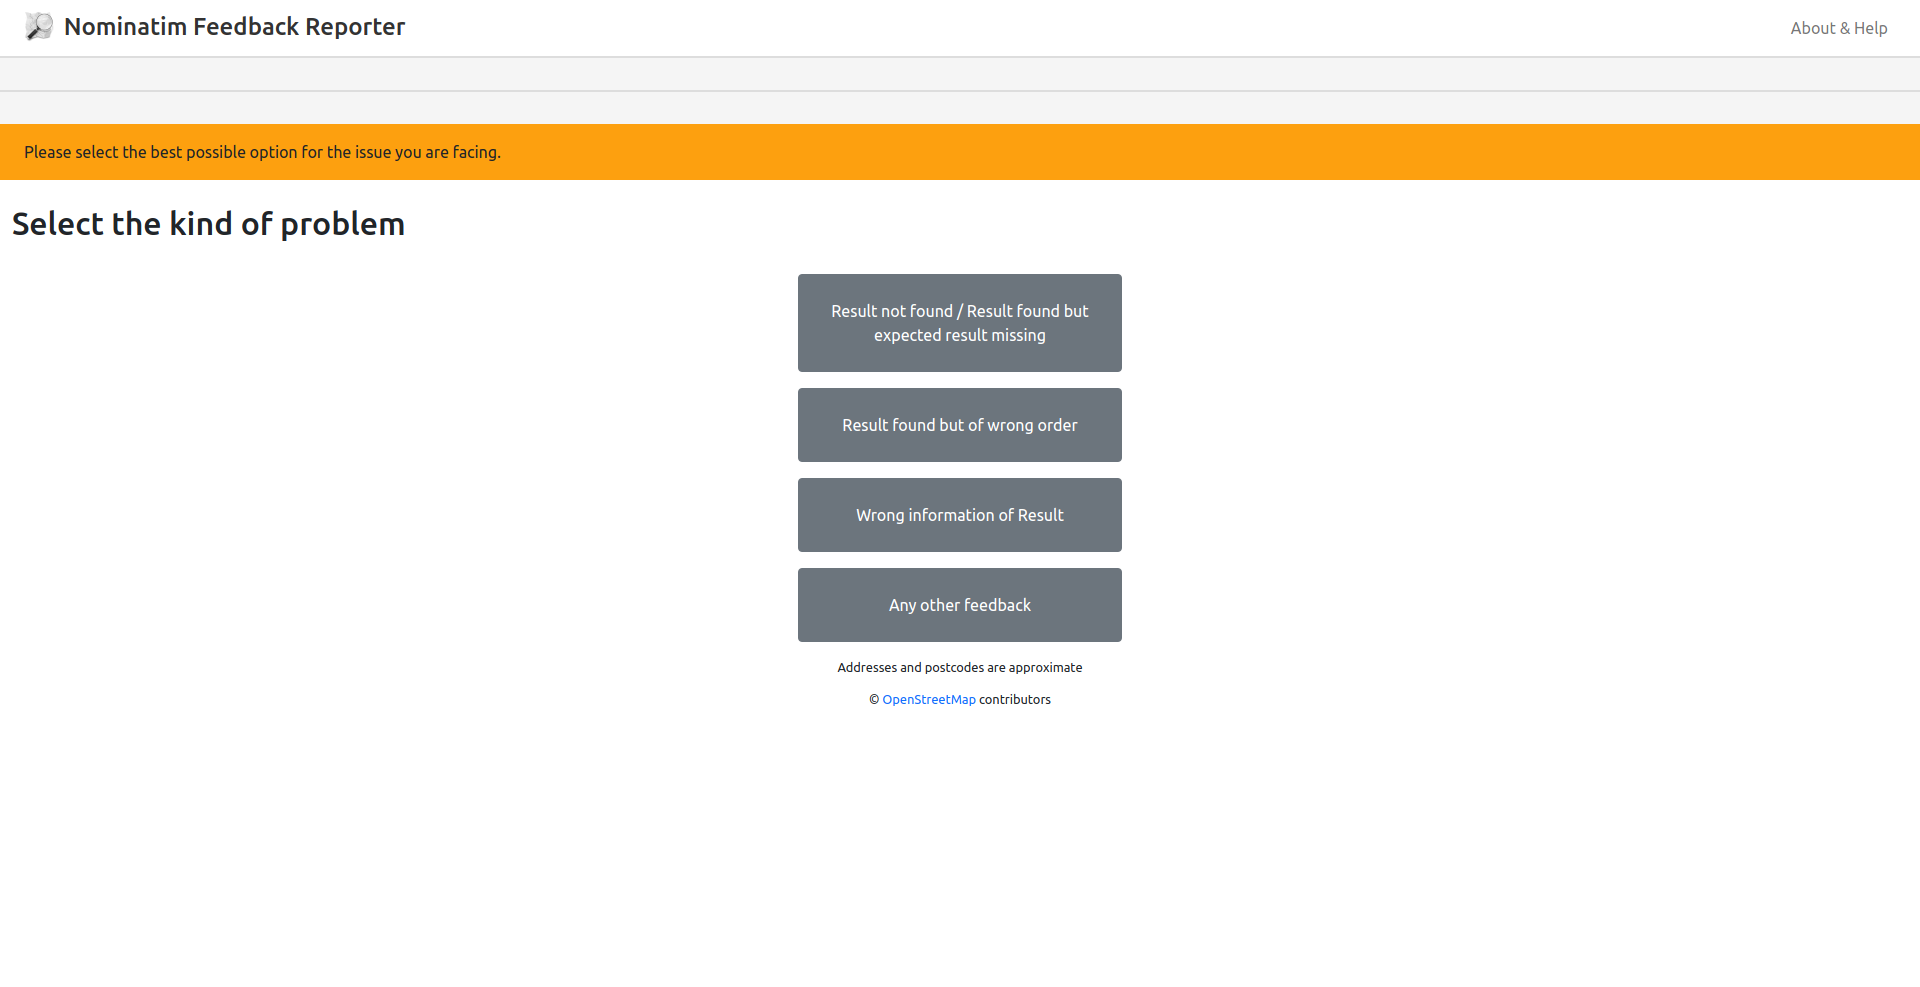 Nominatim Feedback Reporter
About & Help
Please select the best possible option for the issue you are facing.
Select the kind of problem
Result not found / Result found but
expected result missing
Result found but of wrong order
Wrong information of Result
Any other feedback
Addresses and postcodes are approximate
© OpenStreetMap contributors